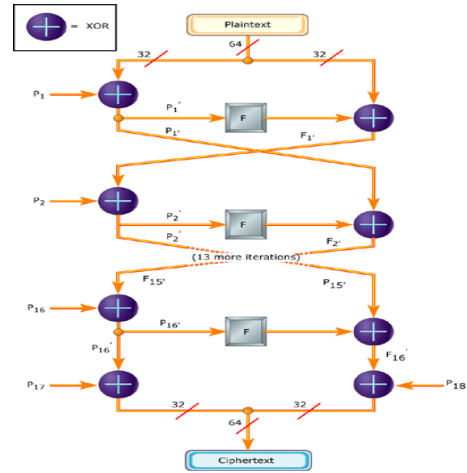 = XOR
Plaintext
64
32 32
P1
P1' F
P1' F1'
P2
P2' F
P2' F2'
(13 more iterations)
F15' P15'
P16
P16' F
P16' F16'
P17 P18
32 32
64
Ciphertext